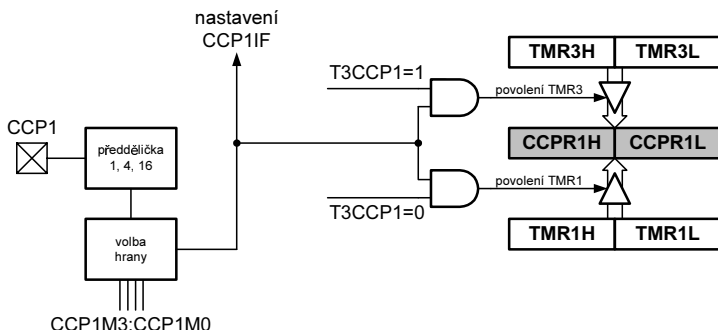 nastavení
CCP1IF
TMR3H TMR3L
T3CCP1=1
povolení TMR3
CCP1
předdělička
1, 4, 16
CCPR1H CCPR1L
povolení TMR1
T3CCP1=0
volba
hrany
TMR1H TMR1L
CCP1M3:CCP1M0